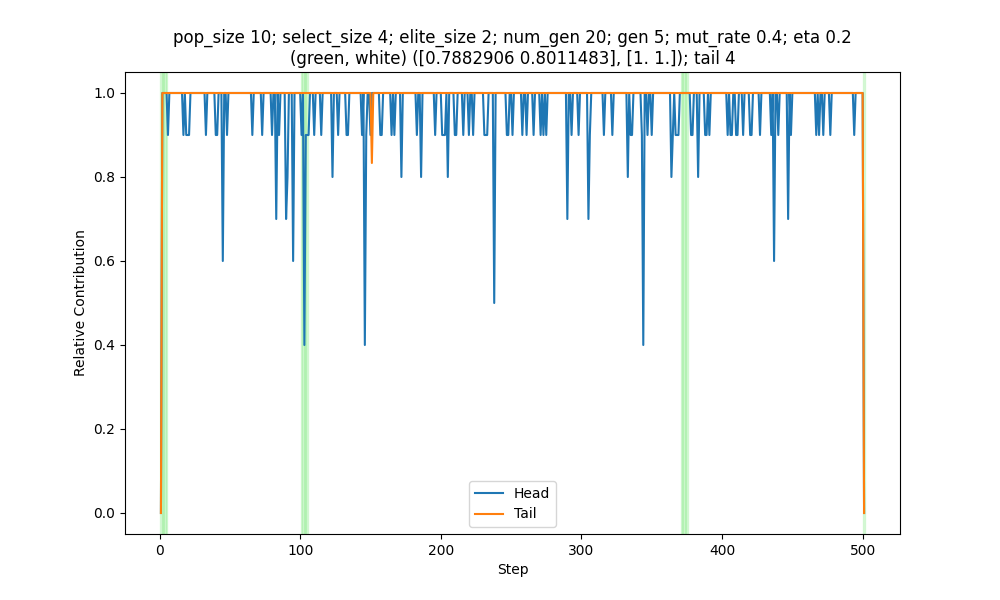 pop_size 10; select_size 4; elite_size 2; num_gen 20; gen 5; mut_rate 0.4; eta 0.2
(green, white) ([0.7882906 0.8011483], [1. 1.]); tail 4
1.0
0.8
0.6
0.4
0.2
0.0
Relative Contribution
Head
Tail
0
100
200
300
400
500
Step